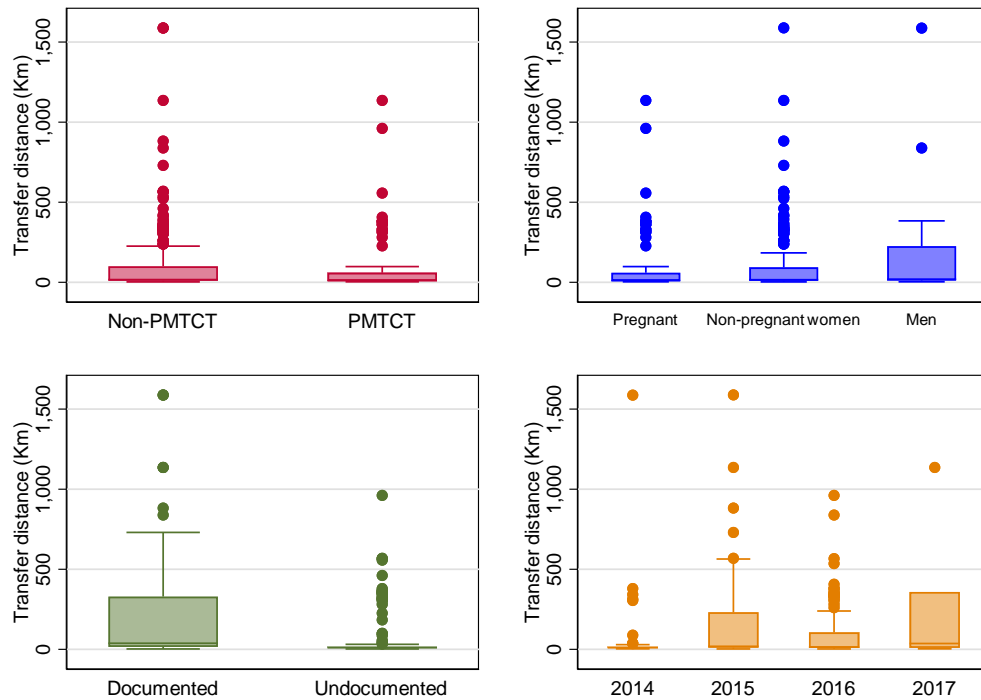 Transfer distance (Km)
1,500
1,000
500
0
Non-PMTCT PMTCT
Transfer distance (Km)
1,500
1,000
500
0
Pregnant Non-pregnant women Men
Transfer distance (Km)
1,500
1,000
500
0
Documented Undocumented
Transfer distance (Km)
1,500
1,000
500
0
2014 2015 2016 2017